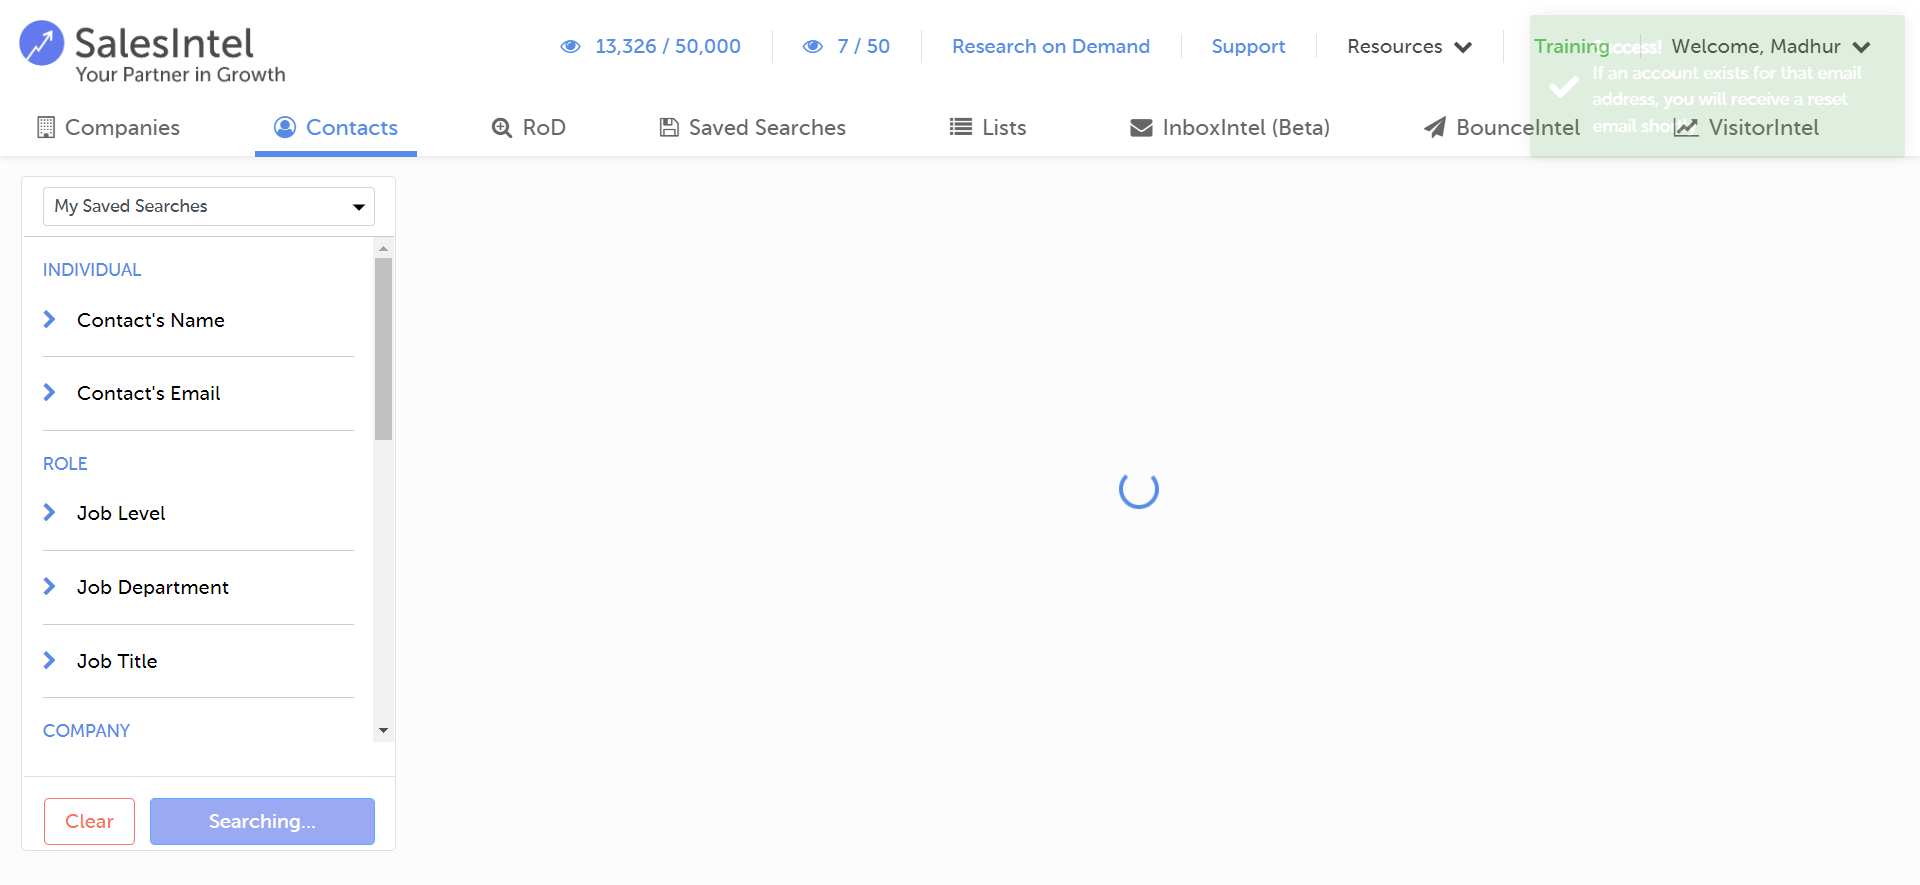 SalesIntel
Your Partner in Growth
13,326 / 50,000
7 / 50
Research on Demand
Support
Resources
Training
Welcome, Madhur
Success!
If an account exists for that email
address, you will receive a reset
email
Companies
Contacts
RoD
Saved Searches
Lists
InboxIntel (Beta)
BounceIntel
VisitorIntel
My Saved Searches
INDIVIDUAL
Contact's Name
Contact's Email
ROLE
Job Level
Job Department
Job Title
COMPANY
Clear
Searching...